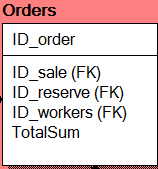 Orders
ID_order
ID_sale (FK)
ID_reserve (FK)
ID_workers (FK)
TotalSum